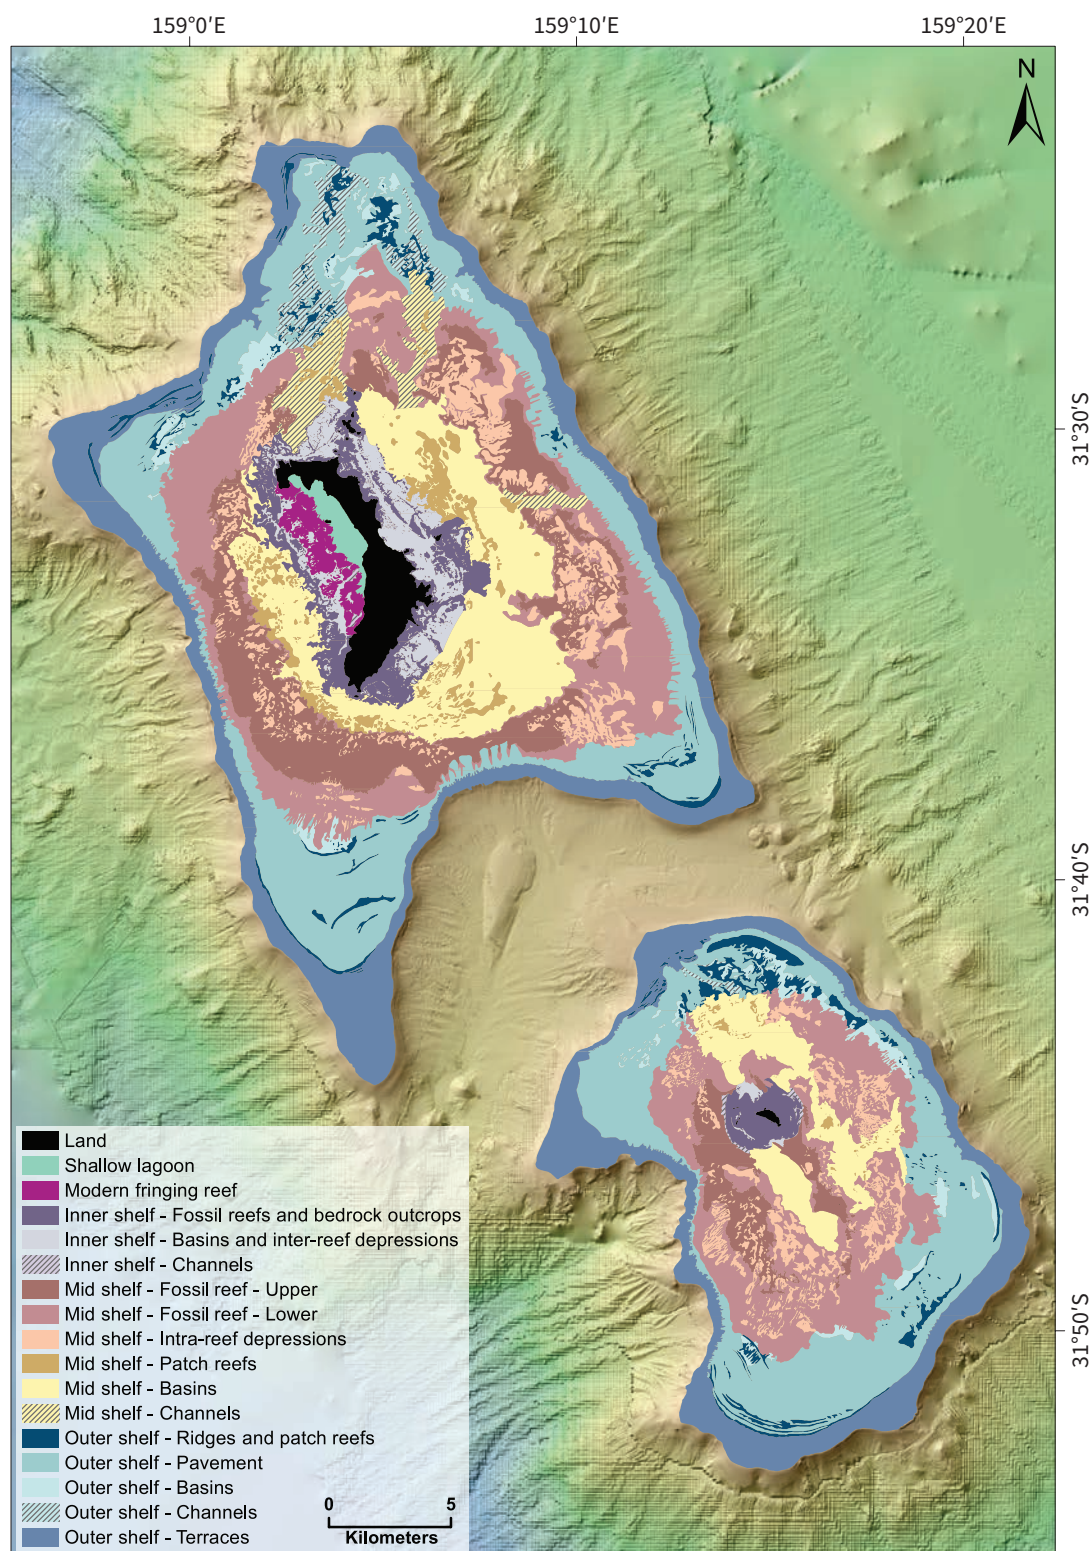 159°0'E 159°10'E 159°20'E
N
31°30'S
31°40'S
31°50'S
Land
Shallow lagoon
Modern fringing reef
Inner shelf - Fossil reefs and bedrock outcrops
Inner shelf - Basins and inter-reef depressions
Inner shelf - Channels
Mid shelf - Fossil reef - Upper
Mid shelf - Fossil reef - Lower
Mid shelf - Intra-reef depressions
Mid shelf - Patch reefs
Mid shelf - Basins
Mid shelf - Channels
Outer shelf - Ridges and patch reefs
Outer shelf - Pavement
Outer shelf - Basins
Outer shelf - Channels
Outer shelf - Terraces
0 5
Kilometers